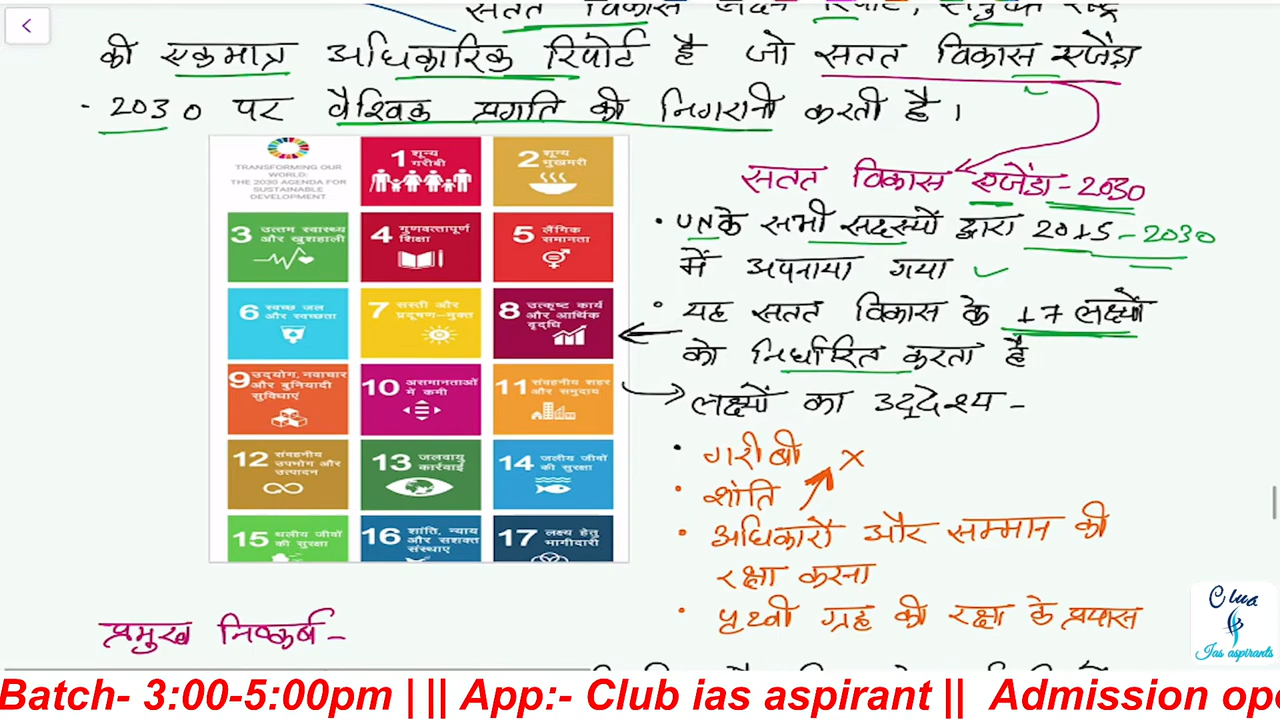 सतत विकास लक्ष्य रिपोर्ट, संयुक्त राष्ट्र
की एकमात्र अधिकारिक रिपोर्ट है जो सतत विकास एजेंडा
- 2030 पर वैश्विक प्रगति की निगरानी करती है।
TRANSFORMING OUR
WORLD:
THE 2030 AGENDA FOR
SUSTAINABLE
DEVELOPMENT
1 शून्य
गरीबी
2 शून्य
भुखमरी
3 उत्तम स्वास्थ्य
और खुशहाली
4 गुणवत्तापूर्ण
शिक्षा
5 लैंगिक
समानता
6 स्वच्छ जल
और स्वच्छता
7 सस्ती और
प्रदूषण-मुक्त
8 उत्कृष्ट कार्य
और आर्थिक
वृद्धि
9 उद्योग, नवाचार
और बुनियादी
सुविधाएं
10 असमानताओं
में कमी
11 संवहनीय शहर
और समुदाय
12 संवहनीय
उपभोग और
उत्पादन
13 जलवायु
कार्रवाई
14 जलीय जीवों
की सुरक्षा
15 थलीय जीवों
की सुरक्षा
16 शांति, न्याय
और सशक्त
संस्थाएं
17 लक्ष्य हेतु
भागीदारी
सतत विकास एजेंडा - 2030
• UN के सभी सदस्यों द्वारा 2015 - 2030
में अपनाया गया ✓
• यह सतत विकास के 17 लक्ष्यों
को निर्धारित करता है
लक्ष्यों का उद्देश्य -
• गरीबी ×
• शांति
• अधिकारों और सम्मान की
रक्षा करना
• पृथ्वी ग्रह की रक्षा के प्रयास
प्रमुख निष्कर्ष -
Club
Ias aspirants
Batch- 3:00-5:00pm | || App:- Club ias aspirant || Admission ope